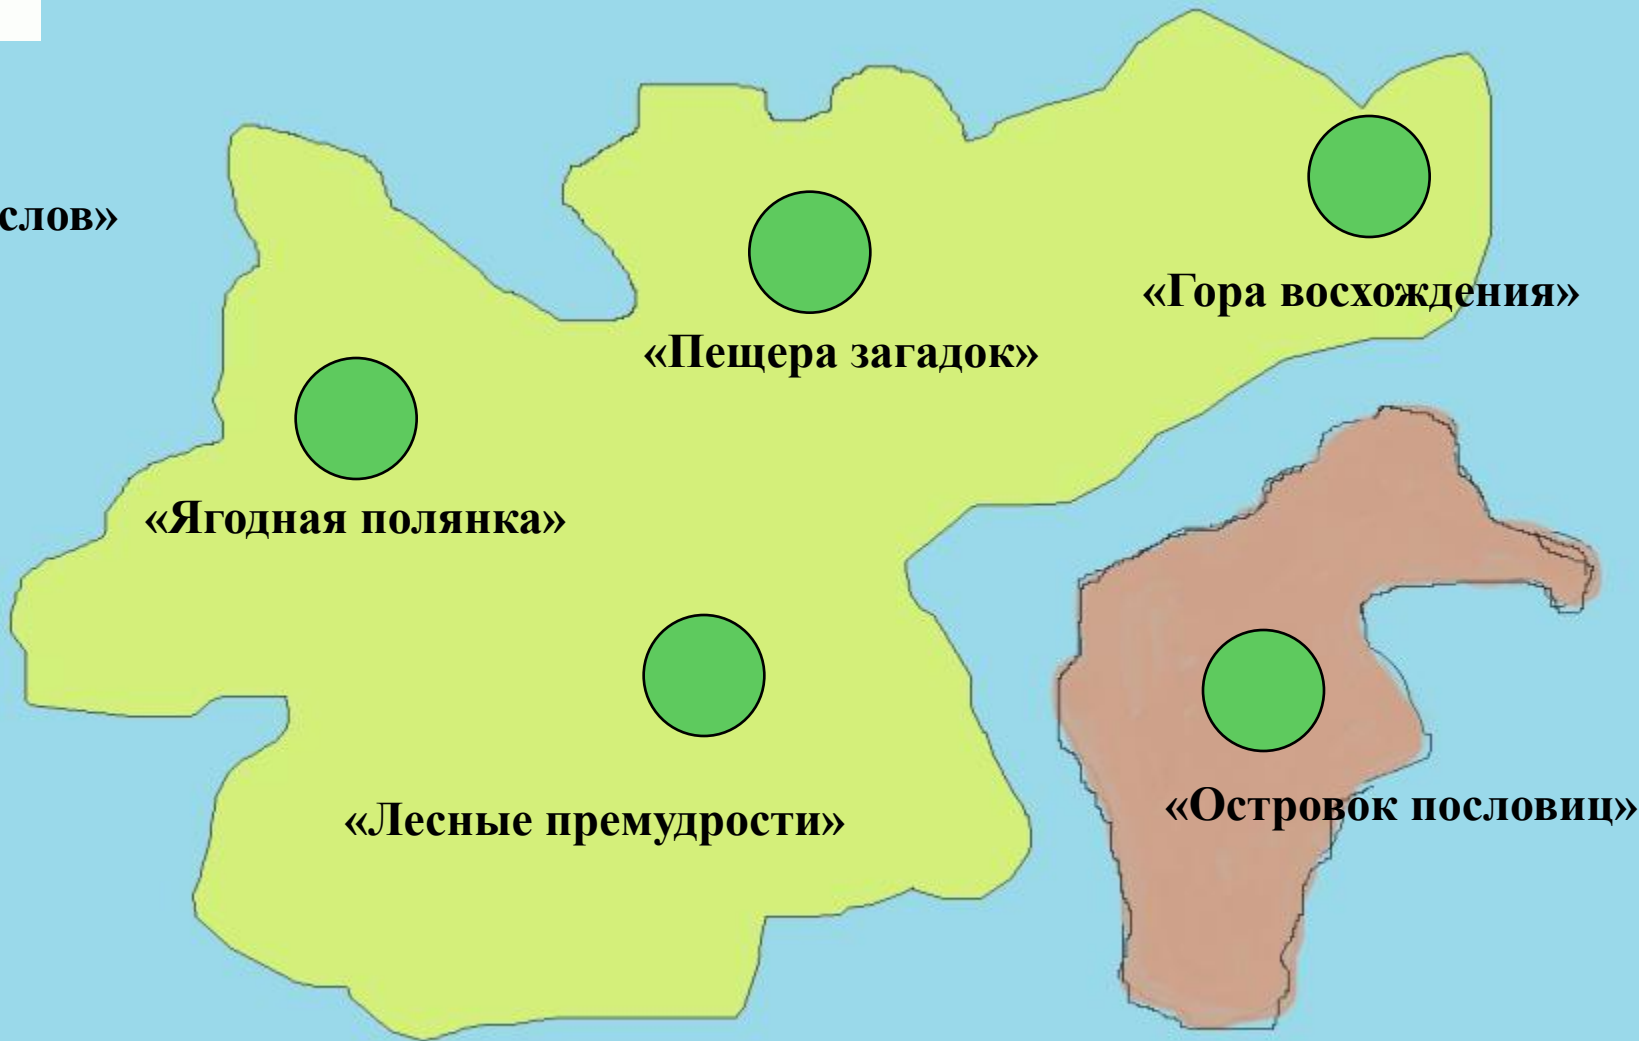 слов»
«Гора восхождения»
«Пещера загадок»
«Ягодная полянка»
«Лесные премудрости»
«Островок пословиц»